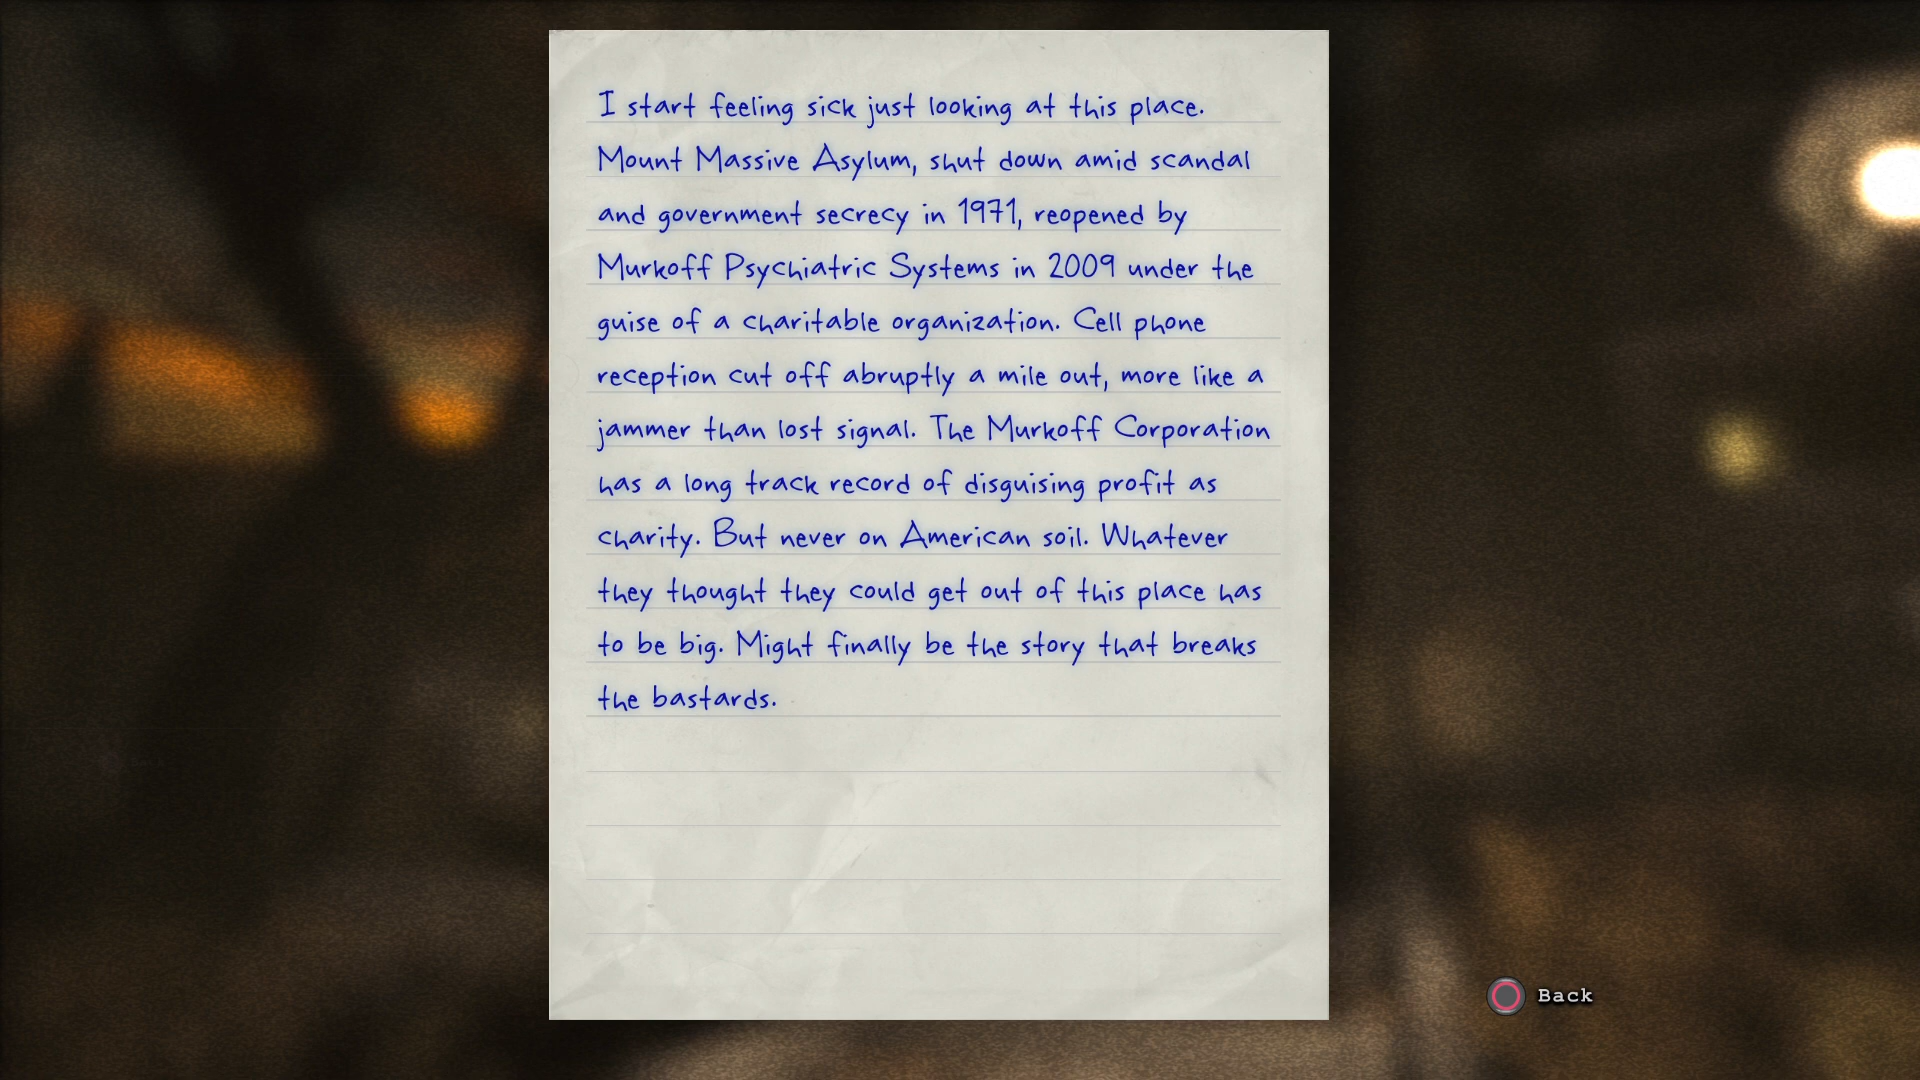 I start feeling sick just looking at this place.
Mount Massive Asylum, shut down amid scandal
and government secrecy in 1971, reopened by
Murkoff Psychiatric Systems in 2009 under the
guise of a charitable organization. Cell phone
reception cut off abruptly a mile out, more like a
jammer than lost signal. The Murkoff Corporation
has a long track record of disguising profit as
charity. But never on American soil. Whatever
they thought they could get out of this place has
to be big. Might finally be the story that breaks
the bastards.
Back